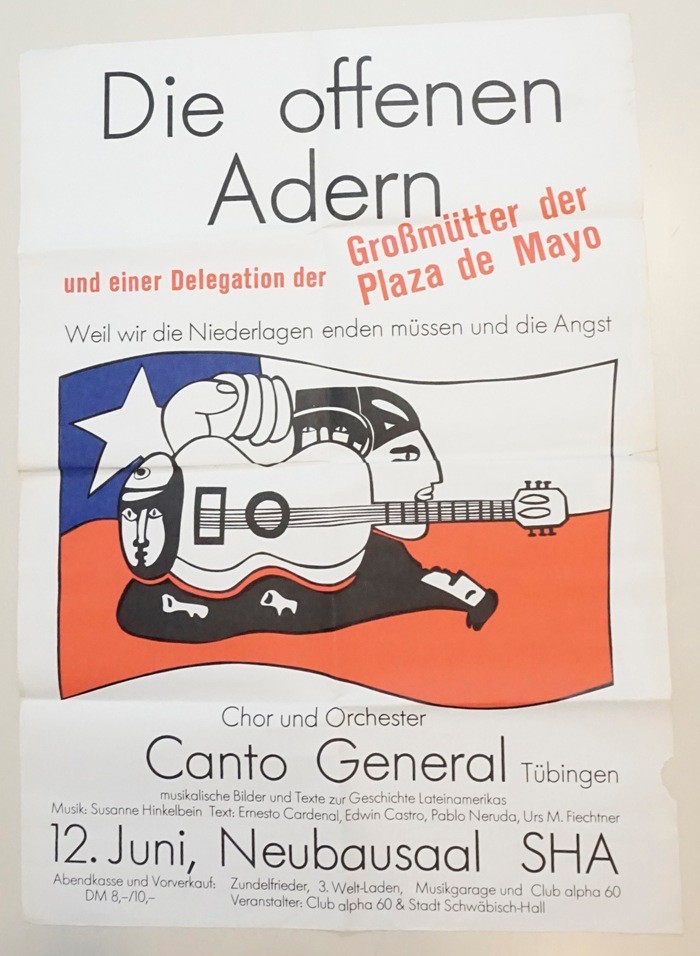 Die offenen
Adern
und einer Delegation der
Großmütter der
Plaza de Mayo
Weil wir die Niederlagen enden müssen und die Angst
Chor und Orchester
Canto General Tübingen
musikalische Bilder und Texte zur Geschichte Lateinamerikas
Musik: Susanne Hinkelbein Text: Ernesto Cardenal, Edwin Castro, Pablo Neruda, Urs M. Fiechtner
12. Juni, Neubausaal SHA
Abendkasse und Vorverkauf: Zundelfrieder, 3. Welt-Laden, Musikgarage und Club alpha 60
DM 8,-/10,- Veranstalter: Club alpha 60 & Stadt Schwäbisch-Hall